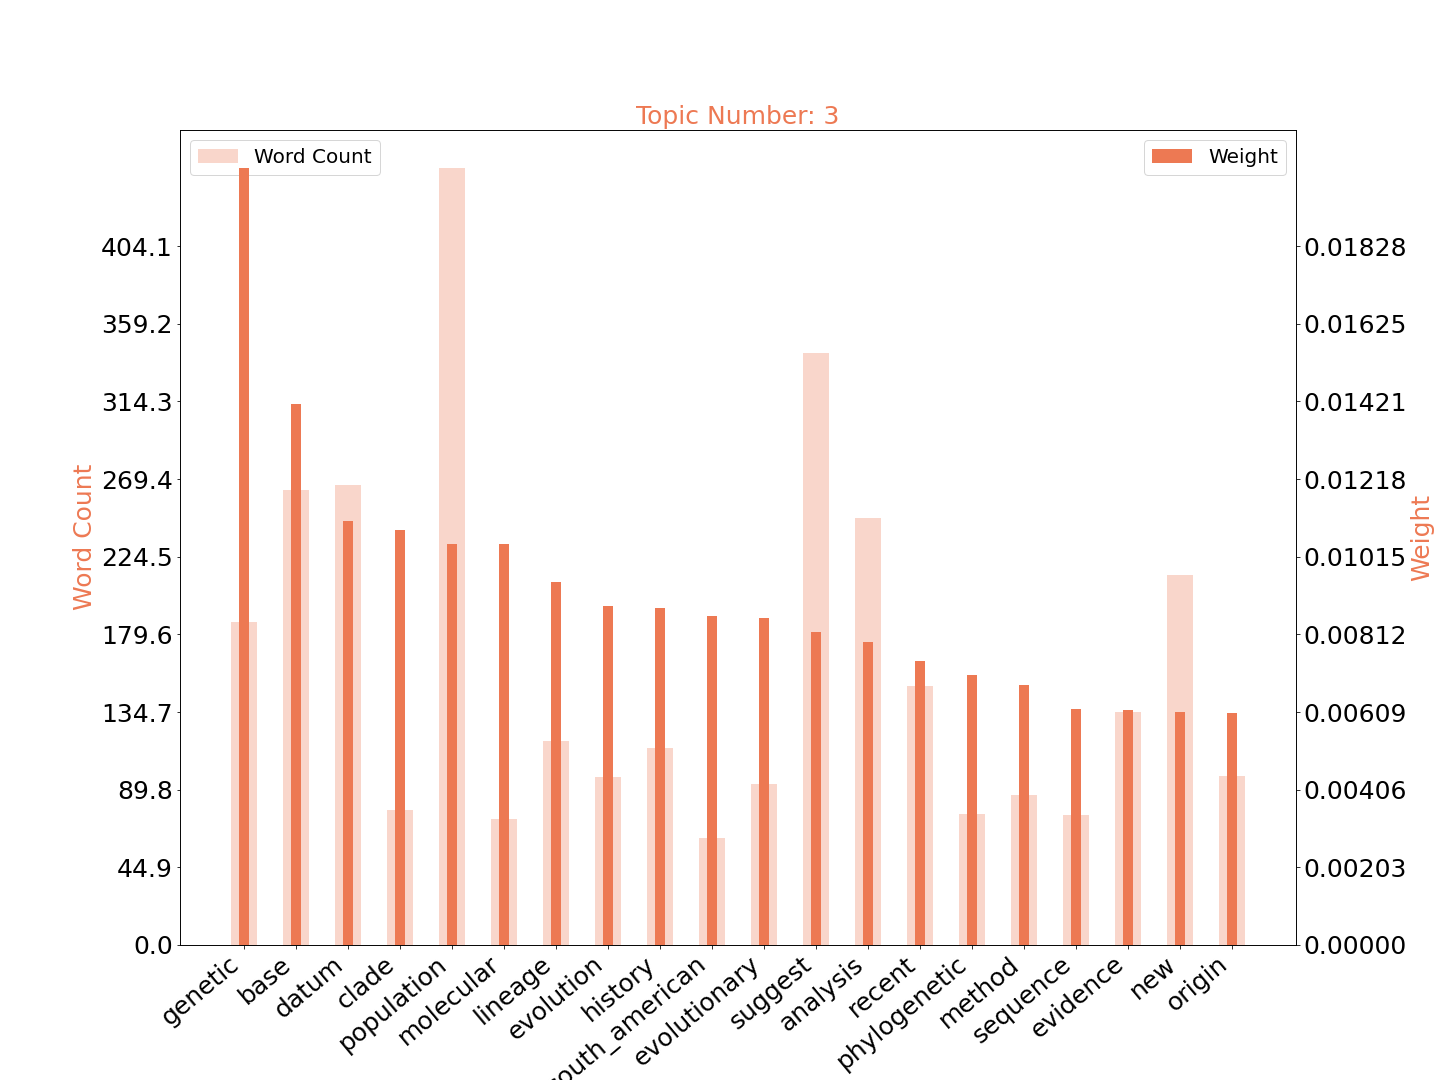 Topic Number: 3
Word Count
Weight
404.1
359.2
314.3
269.4
224.5
179.6
134.7
89.8
44.9
0.0
Word Count
0.01828
0.01625
0.01421
0.01218
0.01015
0.00812
0.00609
0.00406
0.00203
0.00000
Weight
genetic
base
datum
clade
population
molecular
lineage
evolution
history
outh_american
evolutionary
suggest
analysis
recent
phylogenetic
method
sequence
evidence
new
origin